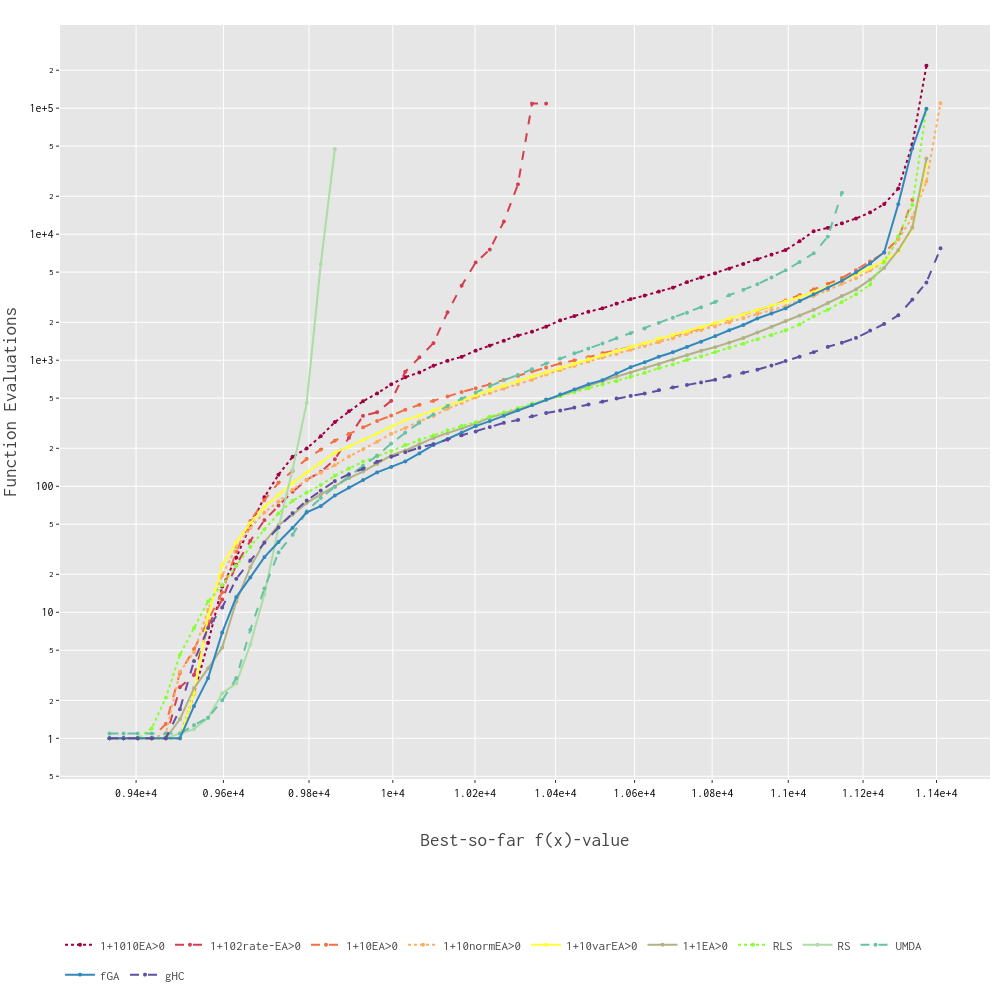 2
1e+5
5
2
1e+4
5
2
1e+3
5
2
100
5
2
10
5
2
1
5
Function Evaluations
0.94e+4 0.96e+4 0.98e+4 1e+4 1.02e+4 1.04e+4 1.06e+4 1.08e+4 1.1e+4 1.12e+4 1.14e+4
Best-so-far f(x)-value
1+1010EA>0 1+102rate-EA>0 1+10EA>0 1+10normEA>0 1+10varEA>0 1+1EA>0 RLS RS UMDA
fGA gHC